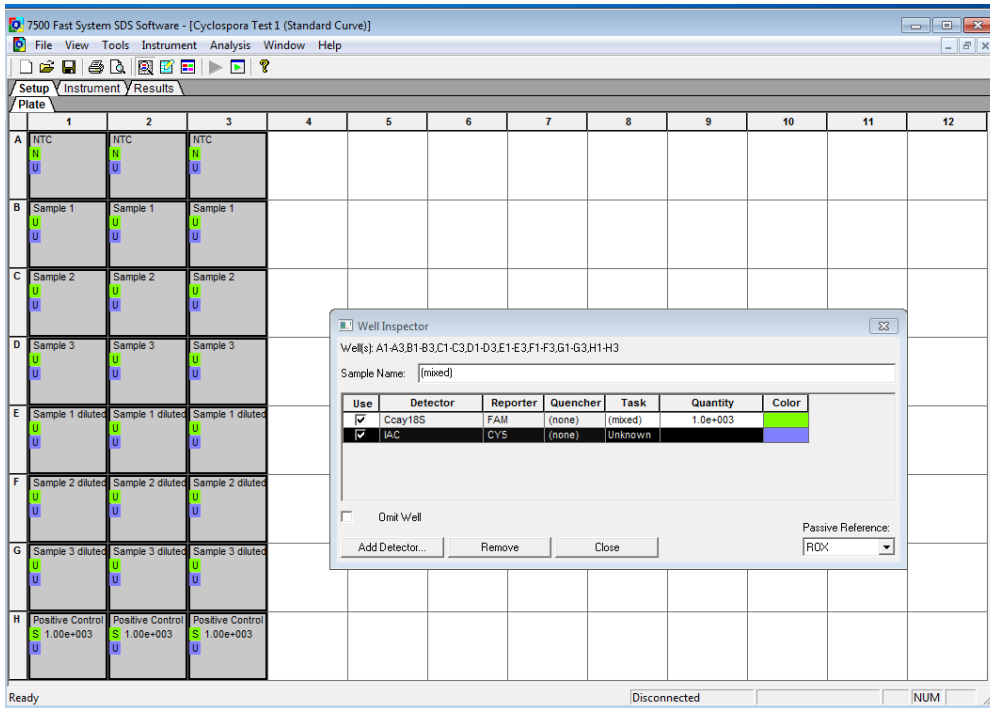 7500 Fast System SDS Software - [Cyclospora Test 1 (Standard Curve)]
File View Tools Instrument Analysis Window Help
Setup Instrument Results
Plate
1 2 3 4 5 6 7 8 9 10 11 12
A NTC NTC NTC
N N N
U U U
B Sample 1 Sample 1 Sample 1
U U U
U U U
C Sample 2 Sample 2 Sample 2
U U U
U U U
D Sample 3 Sample 3 Sample 3
U U U
U U U
E Sample 1 diluted Sample 1 diluted Sample 1 diluted
U U U
U U U
F Sample 2 diluted Sample 2 diluted Sample 2 diluted
U U U
U U U
G Sample 3 diluted Sample 3 diluted Sample 3 diluted
U U U
U U U
H Positive Control Positive Control Positive Control
S 1.00e+003 S 1.00e+003 S 1.00e+003
U U U
Well Inspector
Well(s): A1-A3,B1-B3,C1-C3,D1-D3,E1-E3,F1-F3,G1-G3,H1-H3
Sample Name: (mixed)
Use Detector Reporter Quencher Task Quantity Color
Ccay18S FAM (none) (mixed) 1.0e+003
IAC CY5 (none) Unknown
Omit Well
Passive Reference:
Add Detector... Remove Close ROX
Ready Disconnected NUM